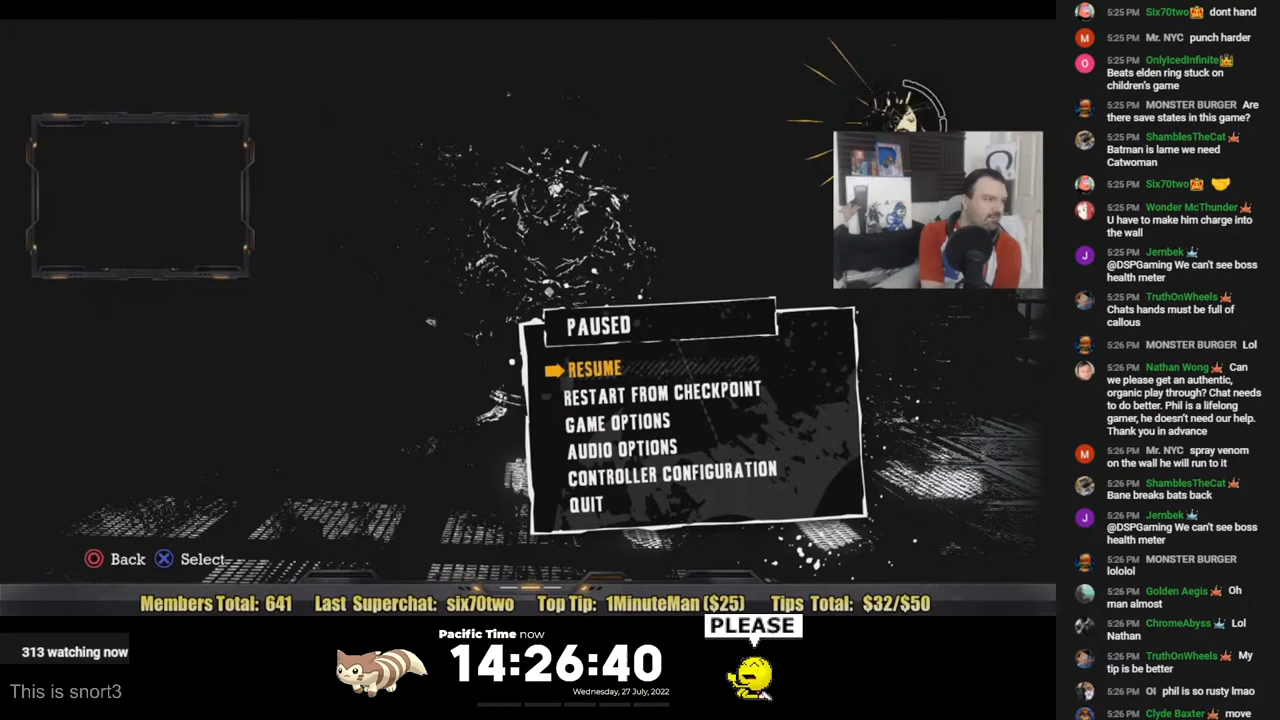 PAUSED
RESUME
RESTART FROM CHECKPOINT
GAME OPTIONS
AUDIO OPTIONS
CONTROLLER CONFIGURATION
QUIT
Back
Select
Members Total: 641
Last Superchat: six70two
Top Tip: 1MinuteMan ($25)
Tips Total: $32/$50
313 watching now
This is snort3
Pacific Time now
14:26:40
Wednesday, 27 July, 2022
PLEASE
5:25 PM Six70two dont hand
5:25 PM Mr. NYC punch harder
5:25 PM OnlyIcedInfinite
Beats elden ring stuck on
children's game
5:25 PM MONSTER BURGER Are
there save states in this game?
5:25 PM ShamblesTheCat
Batman is lame we need
Catwoman
5:25 PM Six70two
5:25 PM Wonder McThunder
U have to make him charge into
the wall
5:25 PM Jernbek
@DSPGaming We can't see boss
health meter
5:25 PM TruthOnWheels
Chats hands must be full of
callous
5:26 PM MONSTER BURGER Lol
5:26 PM Nathan Wong Can
we please get an authentic,
organic play through? Chat needs
to do better. Phil is a lifelong
gamer, he doesn't need our help.
Thank you in advance
5:26 PM Mr. NYC spray venom
on the wall he will run to it
5:26 PM ShamblesTheCat
Bane breaks bats back
5:26 PM Jernbek
@DSPGaming We can't see boss
health meter
5:26 PM MONSTER BURGER
lololol
5:26 PM Golden Aegis Oh
man almost
5:26 PM ChromeAbyss Lol
Nathan
5:26 PM TruthOnWheels My
tip is be better
5:26 PM OI phil is so rusty lmao
5:26 PM Clyde Baxter move